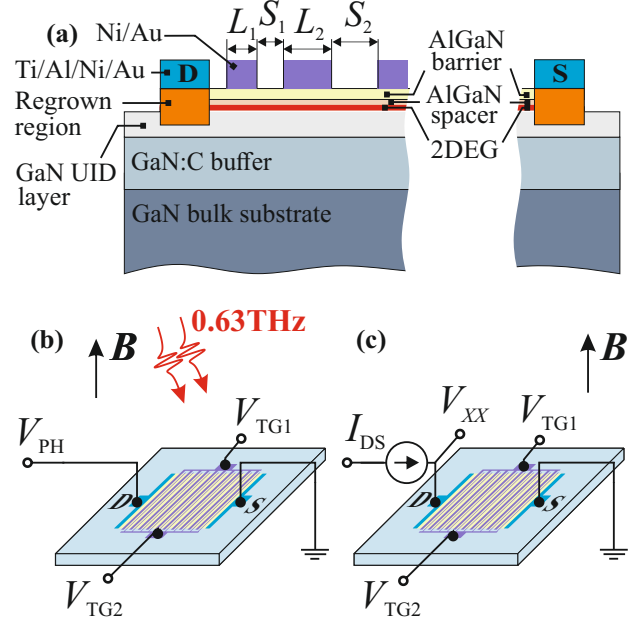 (a)
Ni/Au
L1 S1 L2 S2
AlGaN
barrier
Ti/Al/Ni/Au
D
S
Regrown
region
AlGaN
spacer
2DEG
GaN UID
layer
GaN:C buffer
GaN bulk substrate
(b)
B
0.63THz
VPH
VTG1
D
S
VTG2
(c)
B
VXX
VTG1
IDS
D
S
VTG2